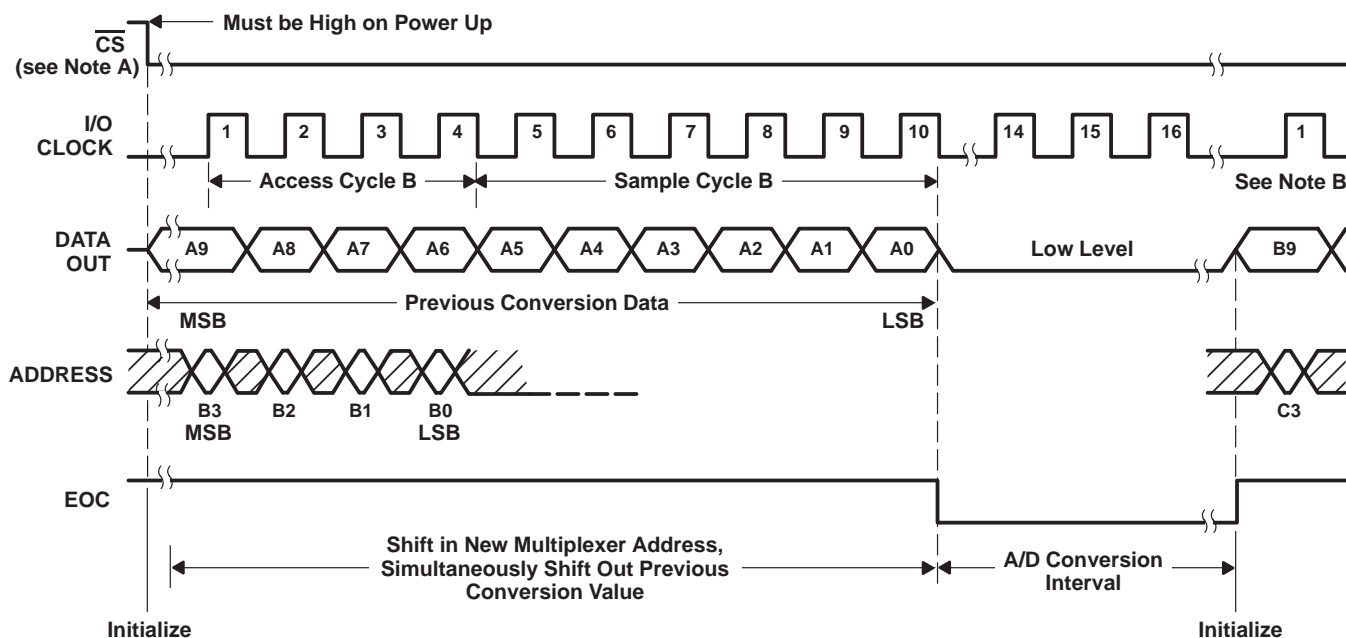 Must be High on Power Up
CS
(see Note A)
I/O
CLOCK
1 2 3 4 5 6 7 8 9 10 14 15 16 1
Access Cycle B
Sample Cycle B
See Note B
DATA
OUT
A9 A8 A7 A6 A5 A4 A3 A2 A1 A0
Low Level
B9
Previous Conversion Data
MSB
LSB
ADDRESS
B3 B2 B1 B0
MSB
LSB
C3
EOC
Shift in New Multiplexer Address,
Simultaneously Shift Out Previous
Conversion Value
A/D Conversion
Interval
Initialize
Initialize